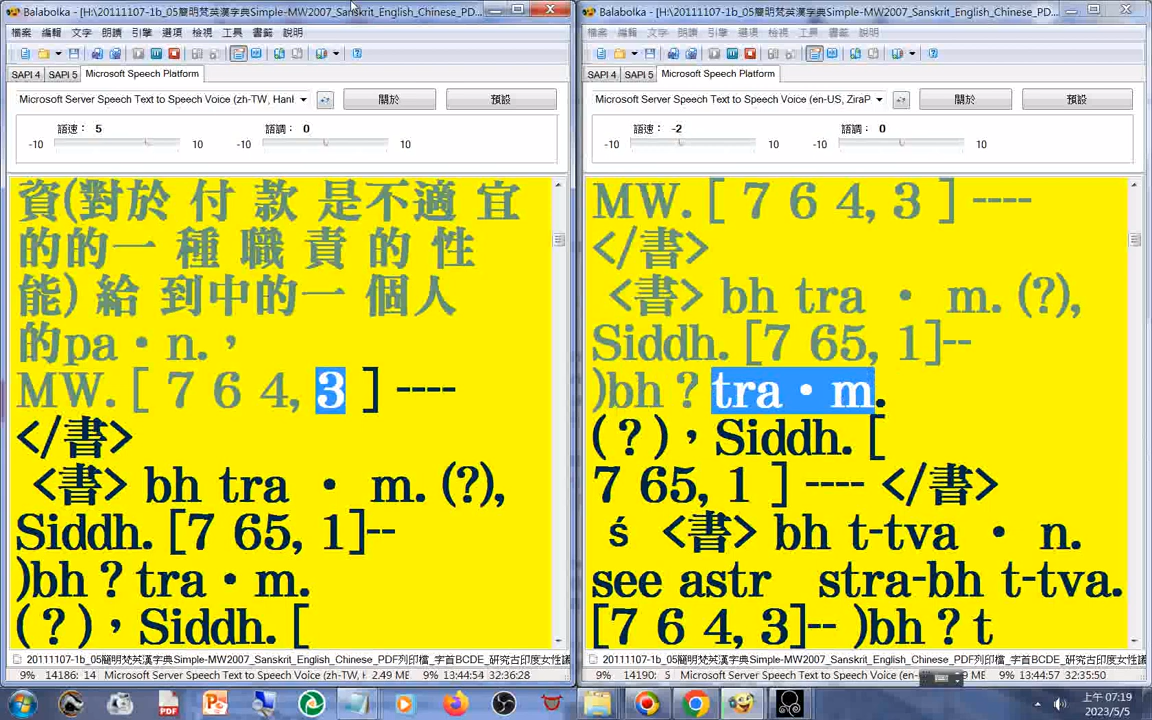 Balabolka - [H:\20111107-1b_05簡明梵英漢字典Simple-MW2007_Sanskrit_English_Chinese_PD...
檔案 編輯 文字 朗讀 引擎 選項 檢視 工具 書籤 說明
SAPI 4 SAPI 5 Microsoft Speech Platform
Microsoft Server Speech Text to Speech Voice (zh-TW, HanI
關於 預設
語速： 5 語調： 0
-10 10 -10 10
資(對於 付 款 是不適 宜
的的一 種 職 責 的 性
能) 給 到中的一 個人
的pa•n.，
MW. [ 7 6 4, 3 ] ----
</書>
<書> bh tra • m. (?),
Siddh. [7 65, 1]--
)bh ? tra•m.
( ? )，Siddh. [
20111107-1b_05簡明梵英漢字典Simple-MW2007_Sanskrit_English_Chinese_PDF列印檔_字首BCDE_研究古印度女性議
9% 14186: 14 Modified 2.49 ME 9% 13:44:54 32:36:28 Microsoft Server Speech Text to Speech Voice (zh-TW, H
Balabolka - [H:\20111107-1b_05簡明梵英漢字典Simple-MW2007_Sanskrit_English_Chinese_PD...
檔案 編輯 文字 朗讀 引擎 選項 檢視 工具 書籤 說明
SAPI 4 SAPI 5 Microsoft Speech Platform
Microsoft Server Speech Text to Speech Voice (en-US, ZiraP
關於 預設
語速： -2 語調： 0
-10 10 -10 10
MW. [ 7 6 4, 3 ] ----
</書>
<書> bh tra • m. (?),
Siddh. [7 65, 1]--
)bh ? tra•m.
( ? )，Siddh. [
7 65, 1 ] ---- </書>
ś <書> bh t-tva • n.
see astr stra-bh t-tva.
[7 6 4, 3]-- )bh ? t
20111107-1b_05簡明梵英漢字典Simple-MW2007_Sanskrit_English_Chinese_PDF列印檔_字首BCDE_研究古印度女性議
9% 14190: 5 ME 9% 13:44:57 32:35:50 Microsoft Server Speech Text to Speech Voice (en-US,
上午 07:19
2023/5/5